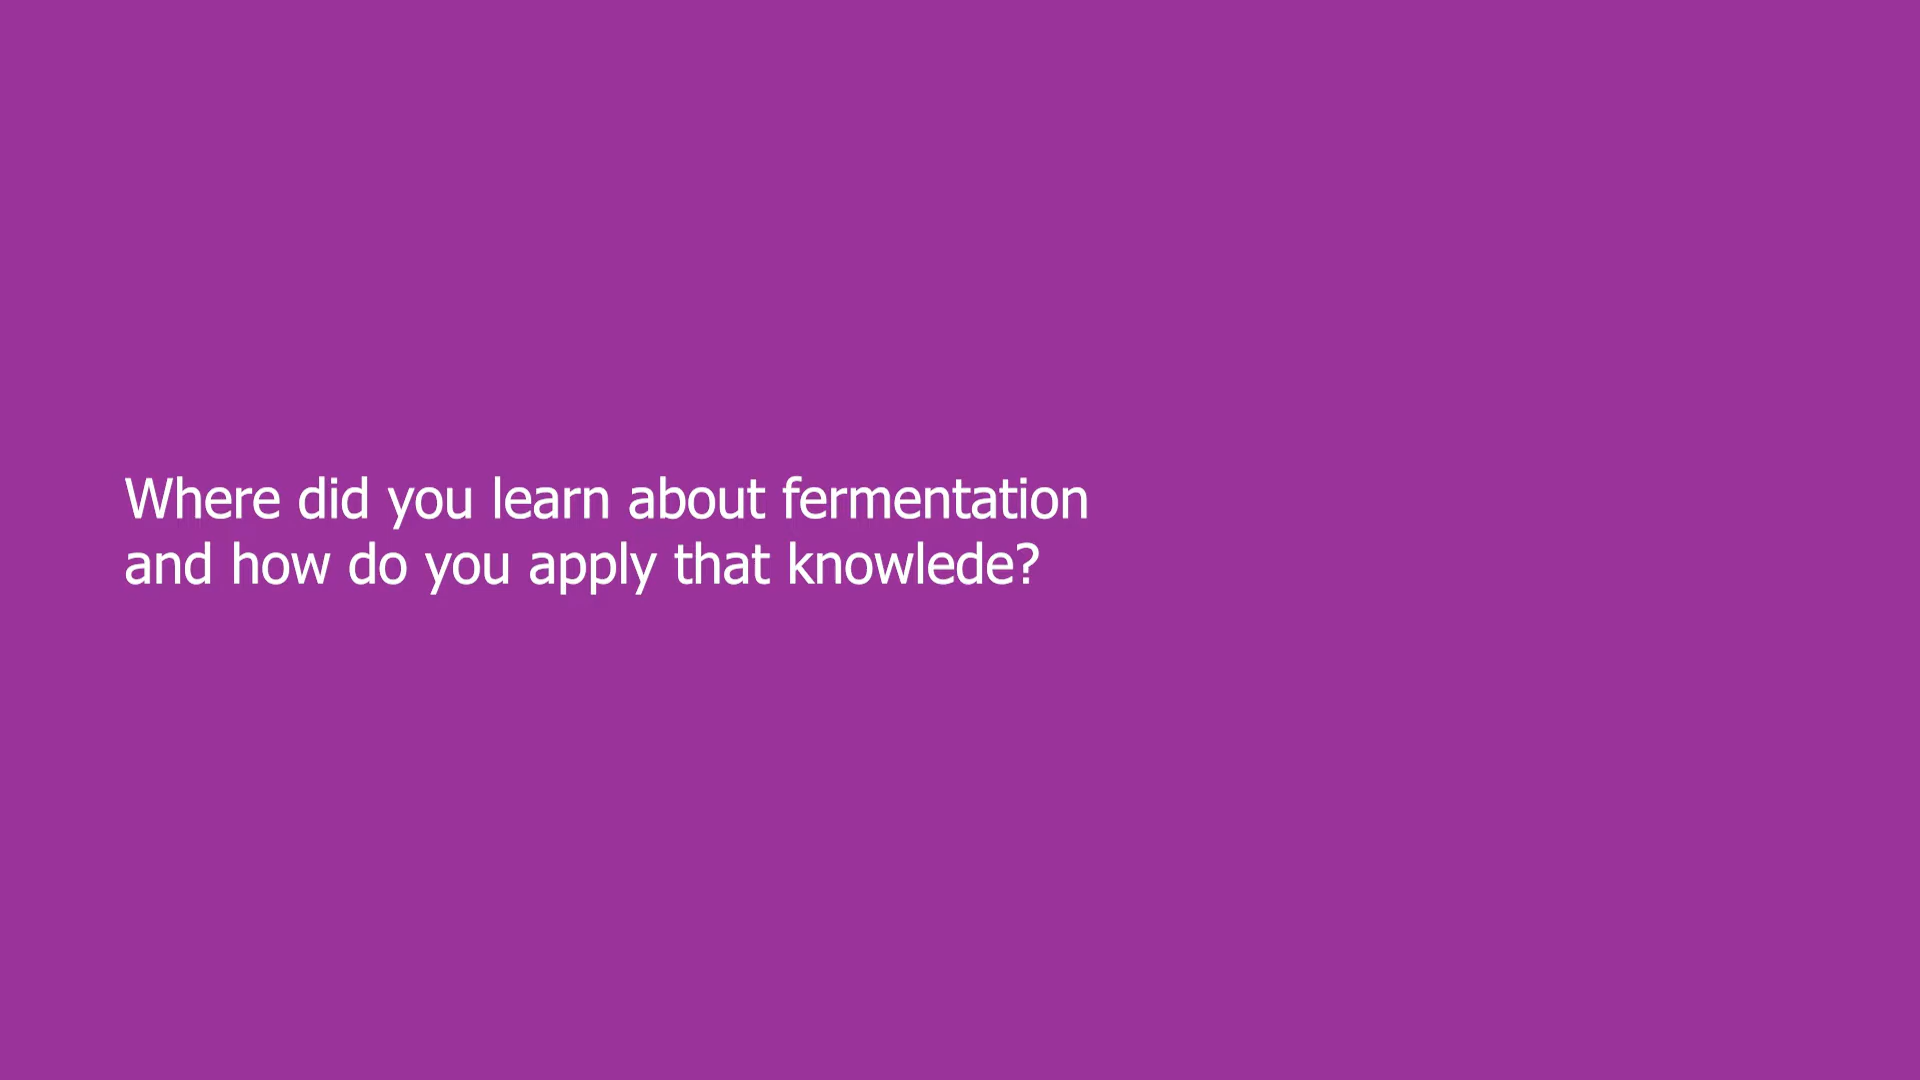 Where did you learn about fermentation
and how do you apply that knowlede?